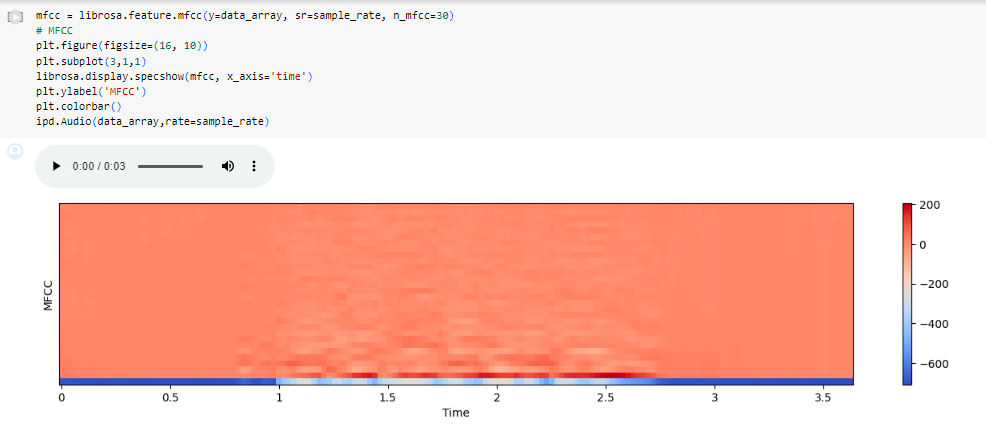 mfcc = librosa.feature.mfcc(y=data_array, sr=sample_rate, n_mfcc=30)
# MFCC
plt.figure(figsize=(16, 10))
plt.subplot(3,1,1)
librosa.display.specshow(mfcc, x_axis='time')
plt.ylabel('MFCC')
plt.colorbar()
ipd.Audio(data_array,rate=sample_rate)
0:00 / 0:03
MFCC
200
0
−200
−400
−600
0 0.5 1 1.5 2 2.5 3 3.5
Time